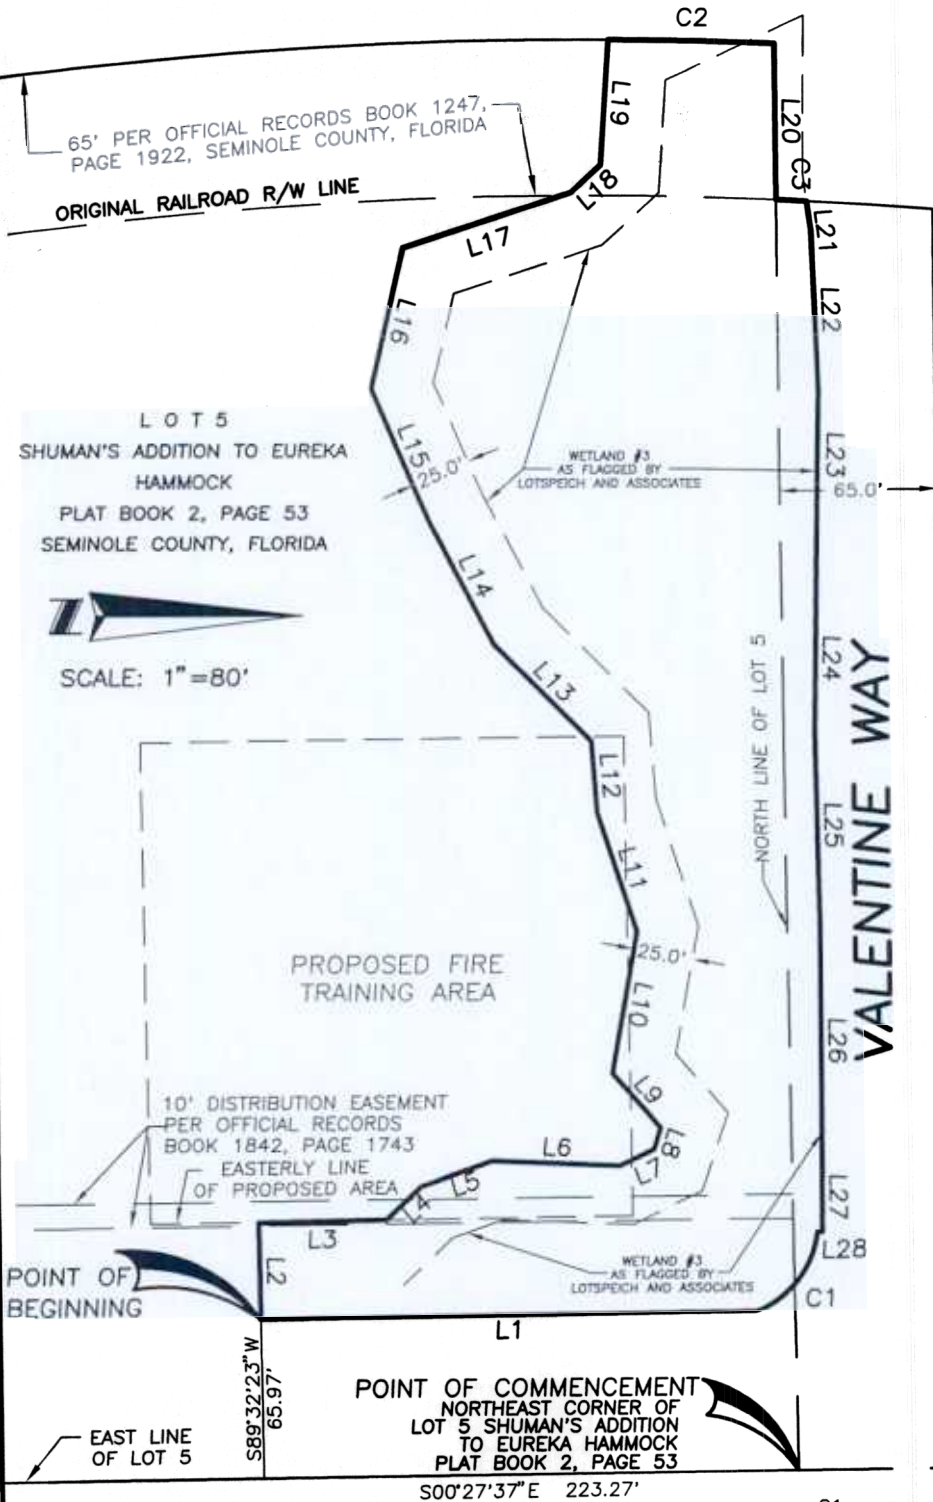 C2
L19
L20
C3
65' PER OFFICIAL RECORDS BOOK 1247,
PAGE 1922, SEMINOLE COUNTY, FLORIDA
ORIGINAL RAILROAD R/W LINE
L18
L17
L21
L22
L16
LOT 5
SHUMAN'S ADDITION TO EUREKA
HAMMOCK
PLAT BOOK 2, PAGE 53
SEMINOLE COUNTY, FLORIDA
L15
25.0'
WETLAND #3
AS FLAGGED BY
LOTSPEICH AND ASSOCIATES
L23
65.0'
N
SCALE: 1"=80'
L14
L13
L24
NORTH LINE OF LOT 5
VALENTINE WAY
L12
L25
L11
25.0'
PROPOSED FIRE
TRAINING AREA
L10
L26
L9
L8
L7
10' DISTRIBUTION EASEMENT
PER OFFICIAL RECORDS
BOOK 1842, PAGE 1743
EASTERLY LINE
OF PROPOSED AREA
L6
L5
L4
L27
L3
L28
L2
WETLAND #3
AS FLAGGED BY
LOTSPEICH AND ASSOCIATES
POINT OF
BEGINNING
C1
L1
S89°32'23"W
65.97'
POINT OF COMMENCEMENT
NORTHEAST CORNER OF
LOT 5 SHUMAN'S ADDITION
TO EUREKA HAMMOCK
PLAT BOOK 2, PAGE 53
EAST LINE
OF LOT 5
S00°27'37"E 223.27'